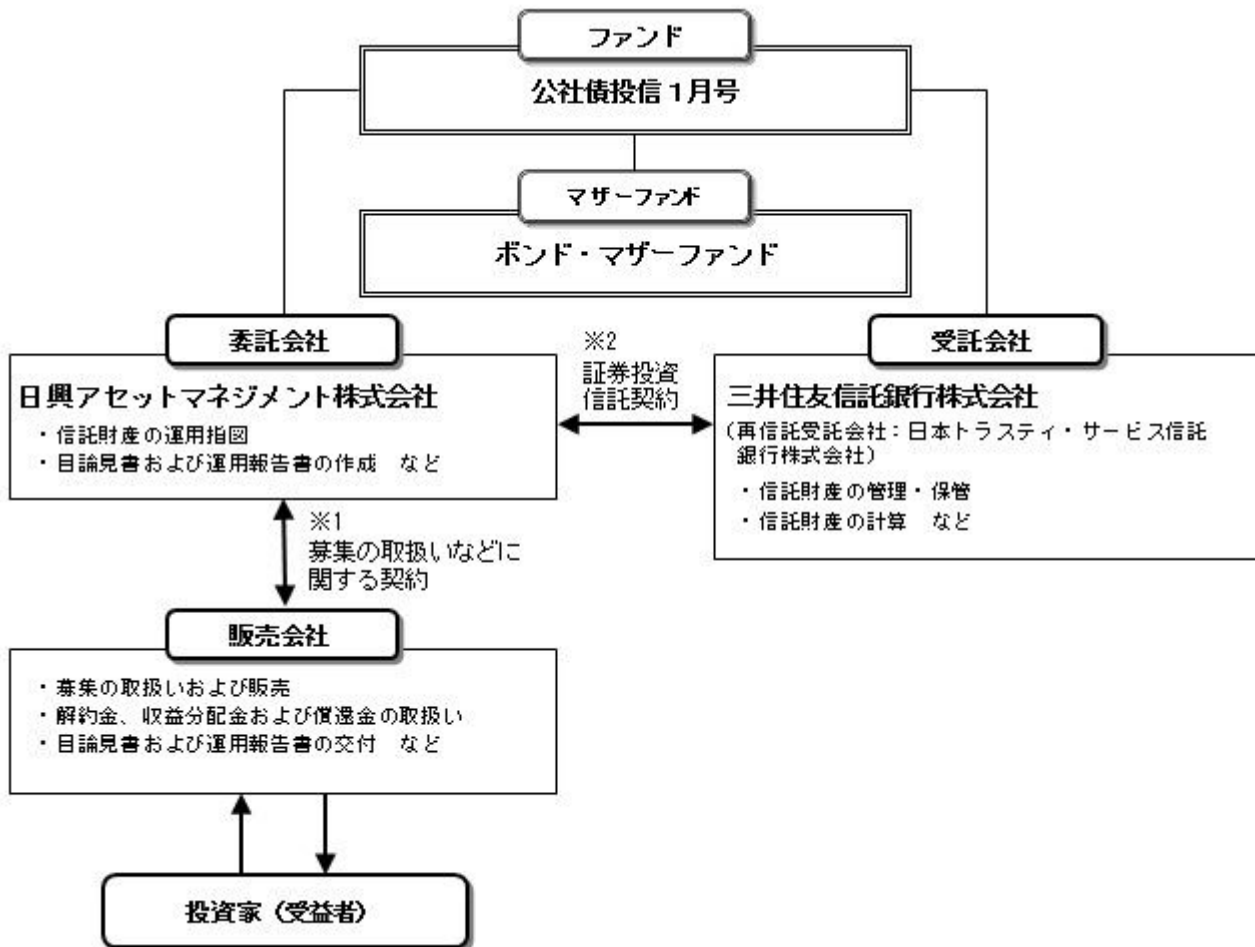 ファンド
公社債投信1月号
マザーファンド
ボンド・マザーファンド
委託会社
日興アセットマネジメント株式会社
・信託財産の運用指図
・目論見書および運用報告書の作成 など
※2
証券投資
信託契約
受託会社
三井住友信託銀行株式会社
(再信託受託会社：日本トラスティ・サービス信託
銀行株式会社)
・信託財産の管理・保管
・信託財産の計算 など
※1
募集の取扱いなどに
関する契約
販売会社
・募集の取扱いおよび販売
・解約金、収益分配金および償還金の取扱い
・目論見書および運用報告書の交付 など
投資家（受益者）